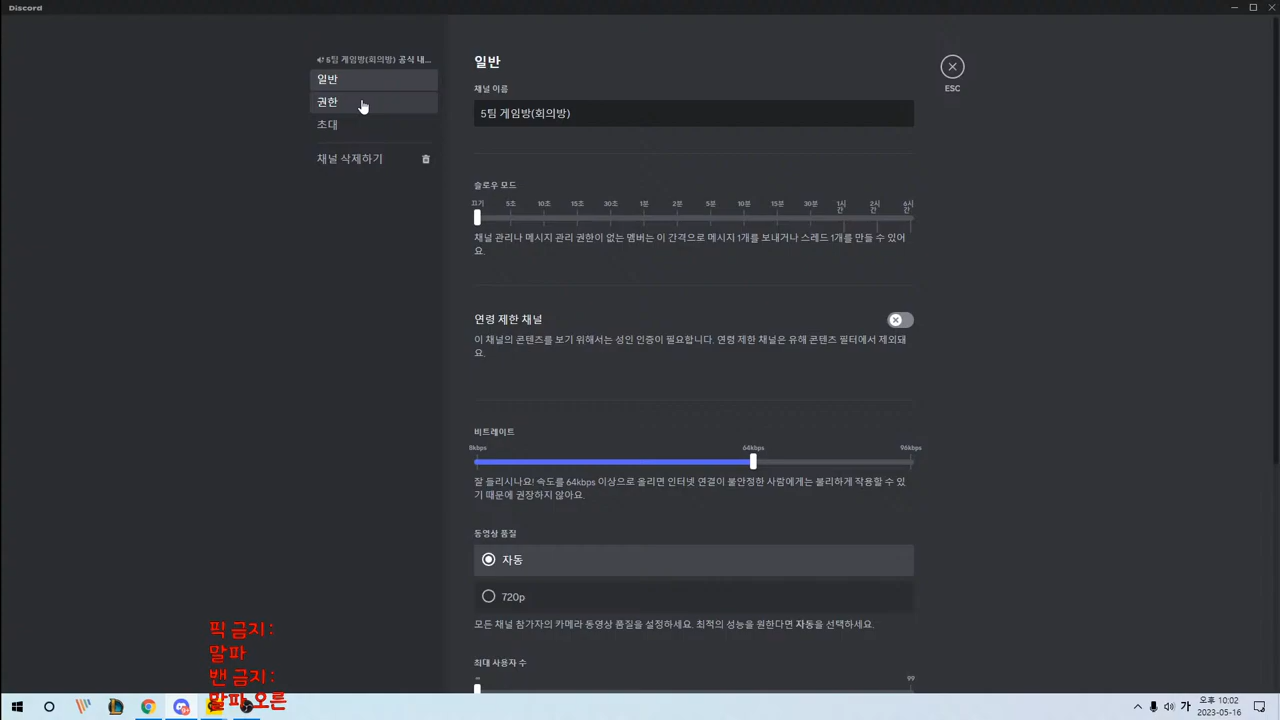 Discord
5팀 게임방(회의방) 공식 내...
일반
권한
초대
채널 삭제하기
일반
채널 이름
5팀 게임방(회의방)
ESC
슬로우 모드
끄기 5초 10초 15초 30초 1분 2분 5분 10분 15분 30분 1시간 2시간 6시간
채널 관리나 메시지 관리 권한이 없는 멤버는 이 간격으로 메시지 1개를 보내거나 스레드 1개를 만들 수 있어
요.
연령 제한 채널
이 채널의 콘텐츠를 보기 위해서는 성인 인증이 필요합니다. 연령 제한 채널은 유해 콘텐츠 필터에서 제외돼
요.
비트레이트
8kbps 64kbps 96kbps
잘 들리시나요! 속도를 64kbps 이상으로 올리면 인터넷 연결이 불안정한 사람에게는 불리하게 작용할 수 있
기 때문에 권장하지 않아요.
동영상 품질
자동
720p
모든 채널 참가자의 카메라 동영상 품질을 설정하세요. 최적의 성능을 원한다면 자동을 선택하세요.
최대 사용자 수
∞ 99
픽 금지 :
말파
밴 금지 :
말파 오른
가
오후 10:02
2023-05-16